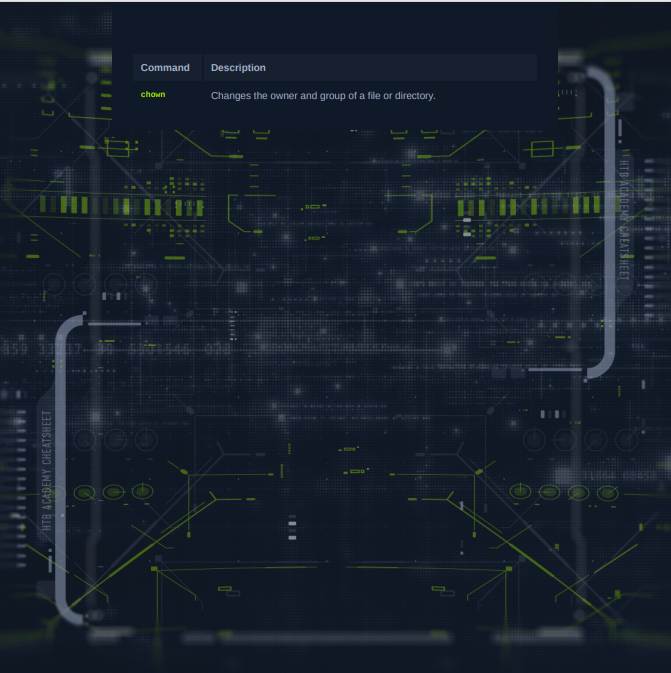 Command Description
chown Changes the owner and group of a file or directory.
HTB ACADEMY CHEATSHEET
HTB ACADEMY CHEATSHEET